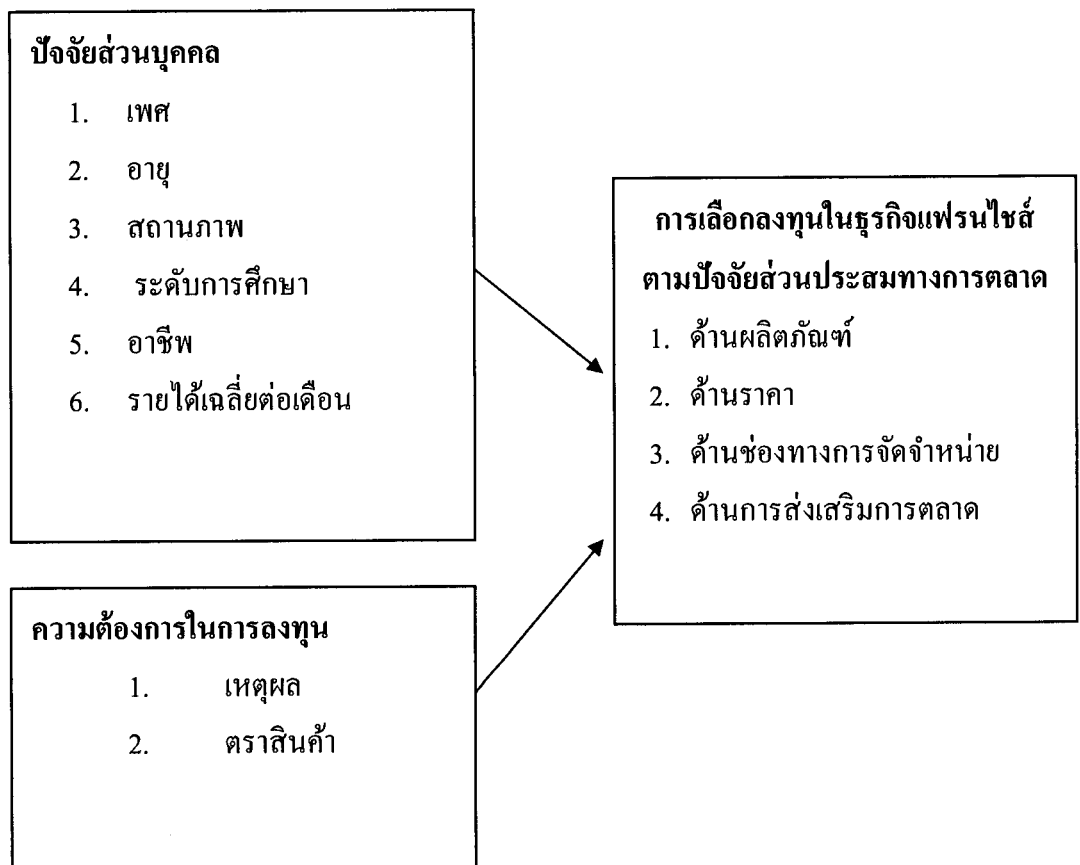 ปัจจัยส่วนบุคคล
1. เพศ
2. อายุ
3. สถานภาพ
4. ระดับการศึกษา
5. อาชีพ
6. รายได้เฉลี่ยต่อเดือน
การเลือกลงทุนในธุรกิจแฟรนไชส์
ตามปัจจัยส่วนประสมทางการตลาด
1. ด้านผลิตภัณฑ์
2. ด้านราคา
3. ด้านช่องทางการจัดจำหน่าย
4. ด้านการส่งเสริมการตลาด
ความต้องการในการลงทุน
1. เหตุผล
2. ตราสินค้า